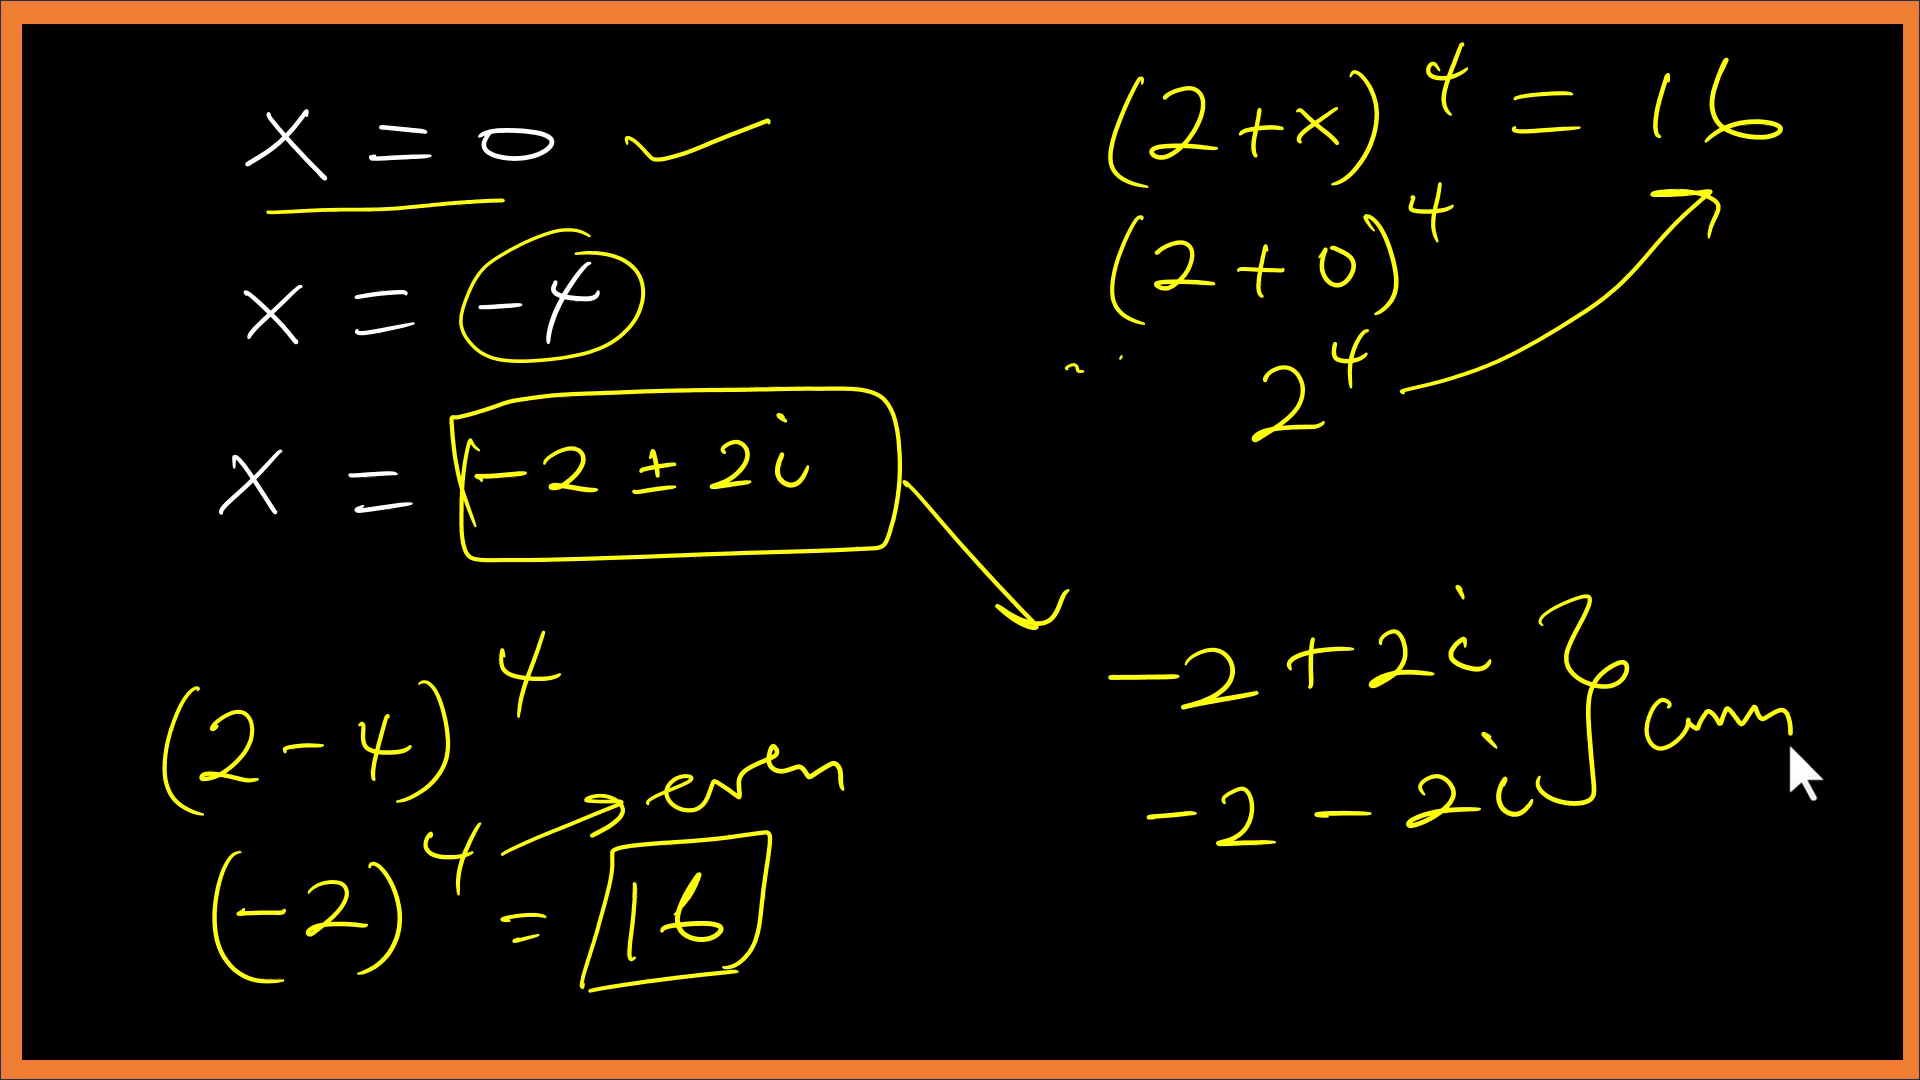 x = 0 ✓
x = -4
x = -2 ± 2i
(2 - 4)^4
even
(-2)^4 = 16
(2 + x)^4 = 16
(2 + 0)^4
2^4
-2 + 2i
-2 - 2i